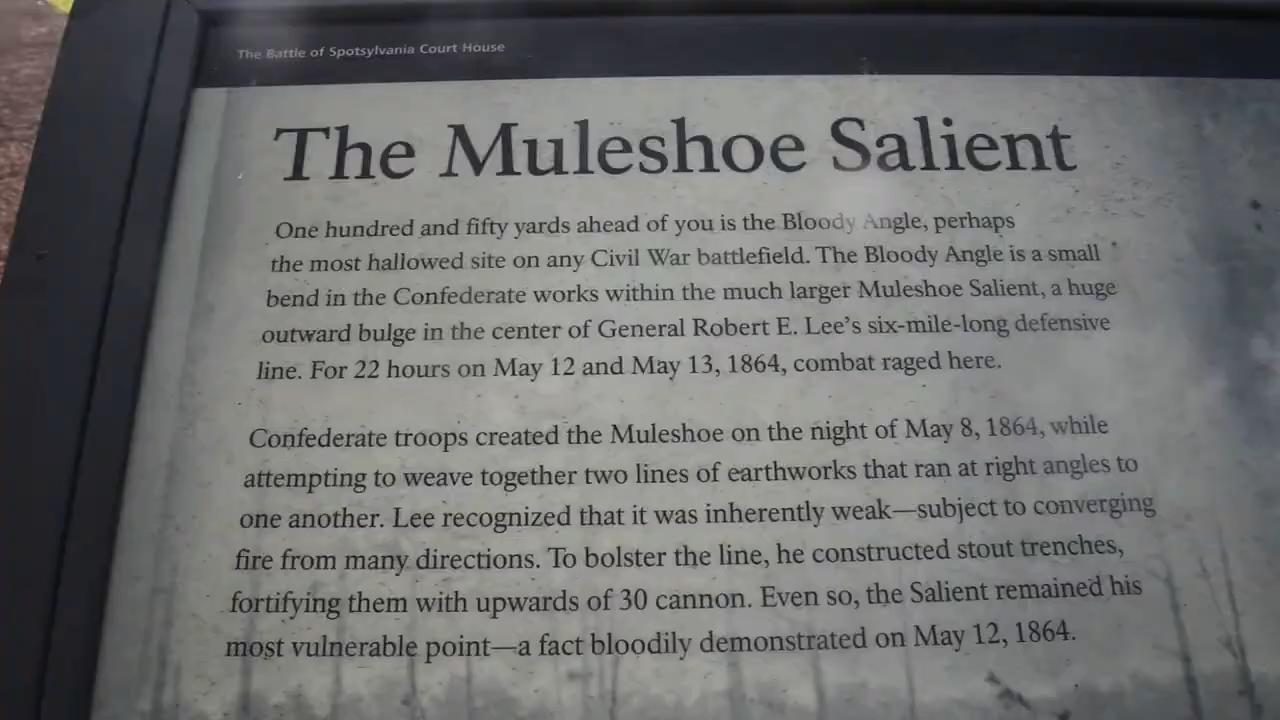 The Battle of Spotsylvania Court House
The Muleshoe Salient
One hundred and fifty yards ahead of you is the Bloody Angle, perhaps
the most hallowed site on any Civil War battlefield. The Bloody Angle is a small
bend in the Confederate works within the much larger Muleshoe Salient, a huge
outward bulge in the center of General Robert E. Lee's six-mile-long defensive
line. For 22 hours on May 12 and May 13, 1864, combat raged here.
Confederate troops created the Muleshoe on the night of May 8, 1864, while
attempting to weave together two lines of earthworks that ran at right angles to
one another. Lee recognized that it was inherently weak—subject to converging
fire from many directions. To bolster the line, he constructed stout trenches,
fortifying them with upwards of 30 cannon. Even so, the Salient remained his
most vulnerable point—a fact bloodily demonstrated on May 12, 1864.